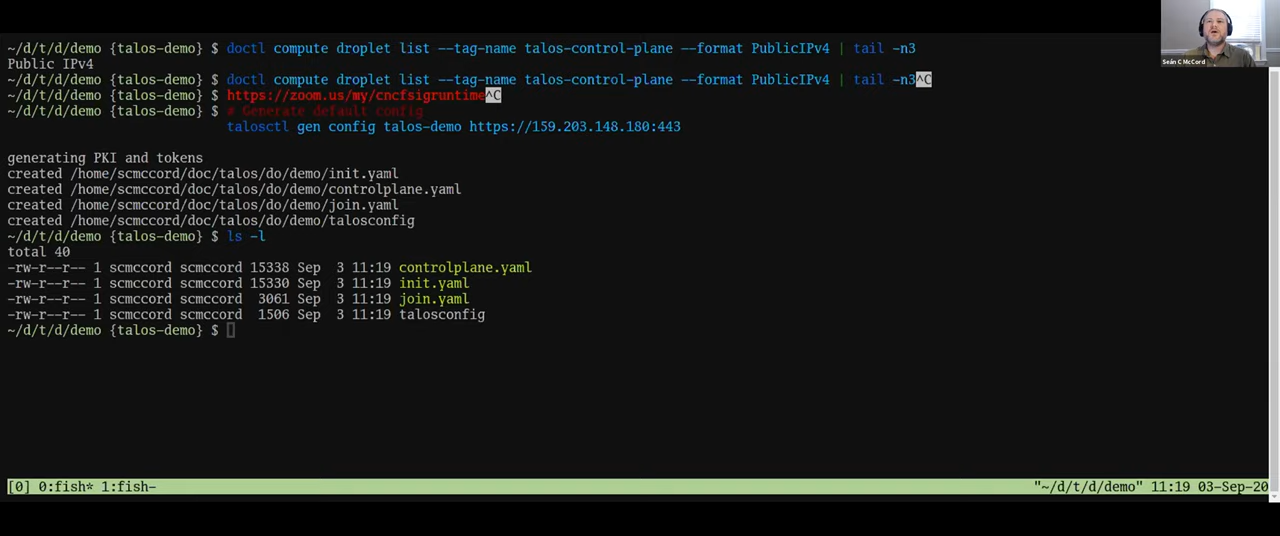 ~/d/t/d/demo {talos-demo} $ doctl compute droplet list --tag-name talos-control-plane --format PublicIPv4 | tail -n3
Public IPv4
~/d/t/d/demo {talos-demo} $ doctl compute droplet list --tag-name talos-control-plane --format PublicIPv4 | tail -n3^C
~/d/t/d/demo {talos-demo} $ https://zoom.us/my/cncfsigruntime^C
~/d/t/d/demo {talos-demo} $ # Generate default config
talosctl gen config talos-demo https://159.203.148.180:443
generating PKI and tokens
created /home/scmccord/doc/talos/do/demo/init.yaml
created /home/scmccord/doc/talos/do/demo/controlplane.yaml
created /home/scmccord/doc/talos/do/demo/join.yaml
created /home/scmccord/doc/talos/do/demo/talosconfig
~/d/t/d/demo {talos-demo} $ ls -l
total 40
-rw-r--r-- 1 scmccord scmccord 15338 Sep  3 11:19 controlplane.yaml
-rw-r--r-- 1 scmccord scmccord 15330 Sep  3 11:19 init.yaml
-rw-r--r-- 1 scmccord scmccord  3061 Sep  3 11:19 join.yaml
-rw-r--r-- 1 scmccord scmccord  1506 Sep  3 11:19 talosconfig
~/d/t/d/demo {talos-demo} $
[0] 0:fish* 1:fish- "~/d/t/d/demo" 11:19 03-Sep-20
Seán C McCord